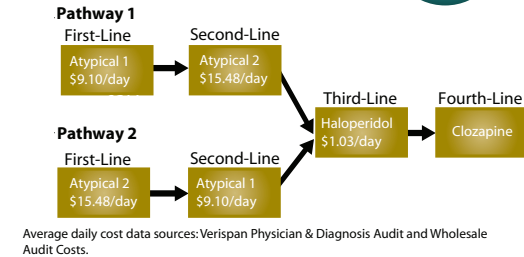 Pathway 1
First-Line
Second-Line
Atypical 1
$9.10/day
Atypical 2
$15.48/day
Third-Line
Fourth-Line
Haloperidol
$1.03/day
Clozapine
Pathway 2
First-Line
Second-Line
Atypical 2
$15.48/day
Atypical 1
$9.10/day
Average daily cost data sources: Verispan Physician & Diagnosis Audit and Wholesale
Audit Costs.